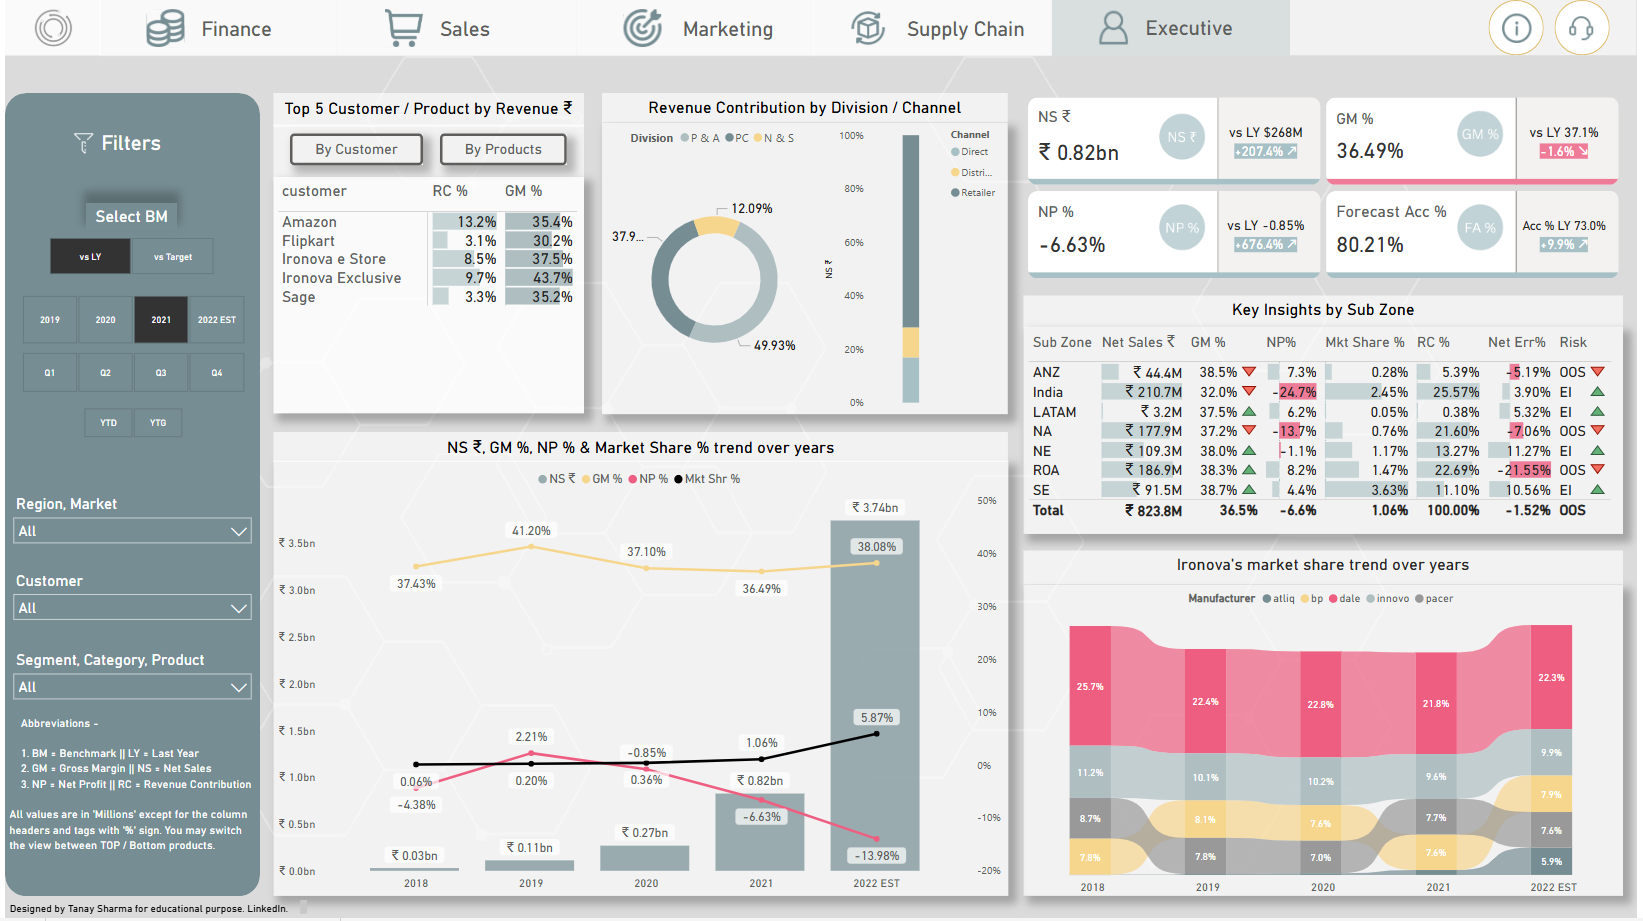 Finance
Sales
Marketing
Supply Chain
Executive
Filters
Select BM
vs LY
vs Target
2019
2020
2021
2022 EST
Q1
Q2
Q3
Q4
YTD
YTG
Region, Market
All
Customer
All
Segment, Category, Product
All
Abbreviations -
1. BM = Benchmark || LY = Last Year
2. GM = Gross Margin || NS = Net Sales
3. NP = Net Profit || RC = Revenue Contribution
All values are in 'Millions' except for the column
headers and tags with '%' sign. You may switch
the view between TOP / Bottom products.
Designed by Tanay Sharma for educational purpose. LinkedIn.
Top 5 Customer / Product by Revenue ₹
By Customer
By Products
customer RC % GM %
Amazon 13.2% 35.4%
Flipkart 3.1% 30.2%
Ironova e Store 8.5% 37.5%
Ironova Exclusive 9.7% 43.7%
Sage 3.3% 35.2%
Revenue Contribution by Division / Channel
Division P & A PC N & S
12.09%
37.9...
49.93%
100%
80%
60%
40%
20%
0%
NS ₹
Channel
Direct
Distri...
Retailer
NS ₹
₹ 0.82bn
NS ₹
vs LY $268M
+207.4% ↗
GM %
36.49%
GM %
vs LY 37.1%
-1.6% ↘
NP %
-6.63%
NP %
vs LY -0.85%
+676.4% ↗
Forecast Acc %
80.21%
FA %
Acc % LY 73.0%
+9.9% ↗
Key Insights by Sub Zone
Sub Zone Net Sales ₹ GM % NP% Mkt Share % RC % Net Err% Risk
ANZ ₹ 44.4M 38.5% 7.3% 0.28% 5.39% -5.19% OOS
India ₹ 210.7M 32.0% -24.7% 2.45% 25.57% 3.90% EI
LATAM ₹ 3.2M 37.5% 6.2% 0.05% 0.38% 5.32% EI
NA ₹ 177.9M 37.2% -13.7% 0.76% 21.60% -7.06% OOS
NE ₹ 109.3M 38.0% -1.1% 1.17% 13.27% 11.27% EI
ROA ₹ 186.9M 38.3% 8.2% 1.47% 22.69% -21.55% OOS
SE ₹ 91.5M 38.7% 4.4% 3.63% 11.10% 10.56% EI
Total ₹ 823.8M 36.5% -6.6% 1.06% 100.00% -1.52% OOS
NS ₹, GM %, NP % & Market Share % trend over years
NS ₹ GM % NP % Mkt Shr %
₹ 3.5bn
₹ 3.0bn
₹ 2.5bn
₹ 2.0bn
₹ 1.5bn
₹ 1.0bn
₹ 0.5bn
₹ 0.0bn
50%
40%
30%
20%
10%
0%
-10%
-20%
37.43%
41.20%
37.10%
36.49%
38.08%
₹ 3.74bn
0.06%
-4.38%
2.21%
0.20%
-0.85%
0.36%
1.06%
₹ 0.82bn
-6.63%
5.87%
-13.98%
₹ 0.03bn
₹ 0.11bn
₹ 0.27bn
2018 2019 2020 2021 2022 EST
Ironova's market share trend over years
Manufacturer atliq bp dale innovo pacer
25.7% 22.4% 22.8% 21.8% 22.3%
11.2% 10.1% 10.2% 9.6% 9.9%
8.7% 8.1% 7.6% 7.7% 7.9%
7.8% 7.8% 7.0% 7.6% 7.6%
5.9%
2018 2019 2020 2021 2022 EST